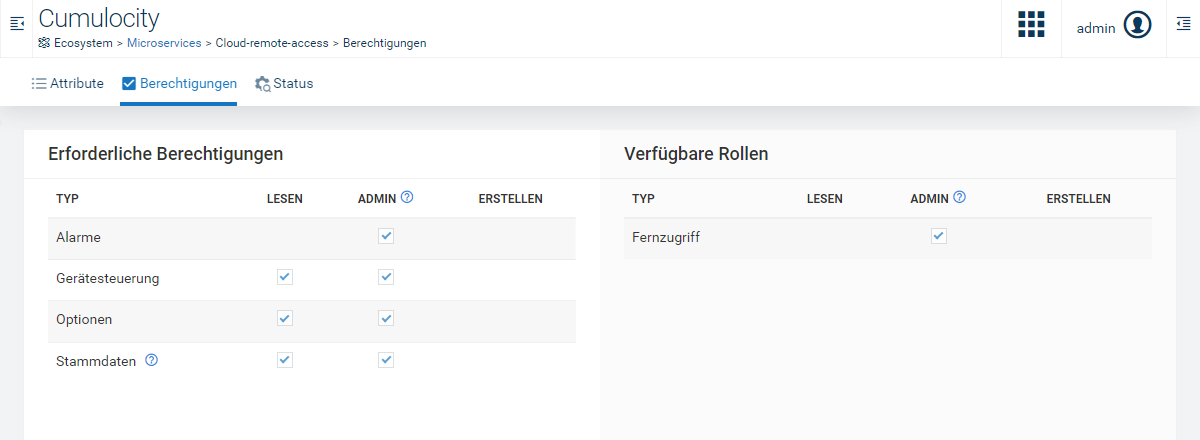 Cumulocity
Ecosystem > Microservices > Cloud-remote-access > Berechtigungen
admin
Attribute Berechtigungen Status
Erforderliche Berechtigungen
TYP LESEN ADMIN ERSTELLEN
Alarme
Gerätesteuerung
Optionen
Stammdaten
Verfügbare Rollen
TYP LESEN ADMIN ERSTELLEN
Fernzugriff